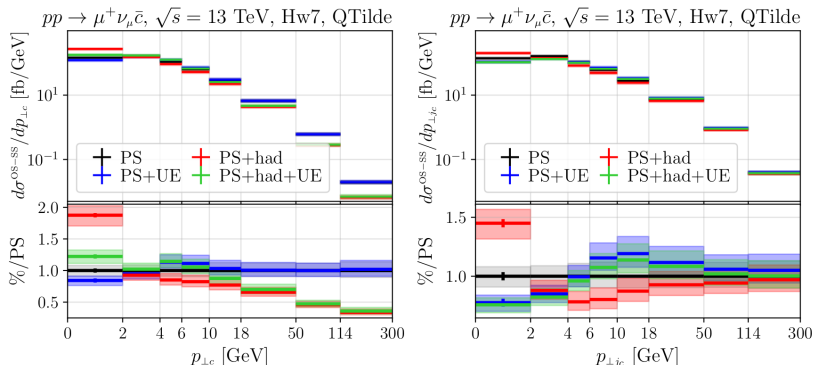 pp → μ⁺ν_μc̄, √s = 13 TeV, Hw7, QTilde
dσ^OS−SS/dp_⊥c [fb/GeV]
10¹
10⁻¹
PS
PS+UE
PS+had
PS+had+UE
%/PS
2.0
1.5
1.0
0.5
0 2 4 6 10 18 50 114 300
p_⊥c [GeV]
pp → μ⁺ν_μc̄, √s = 13 TeV, Hw7, QTilde
dσ^OS−SS/dp_⊥jc [fb/GeV]
10¹
10⁻¹
PS
PS+UE
PS+had
PS+had+UE
%/PS
1.5
1.0
0 2 4 6 10 18 50 114 300
p_⊥jc [GeV]